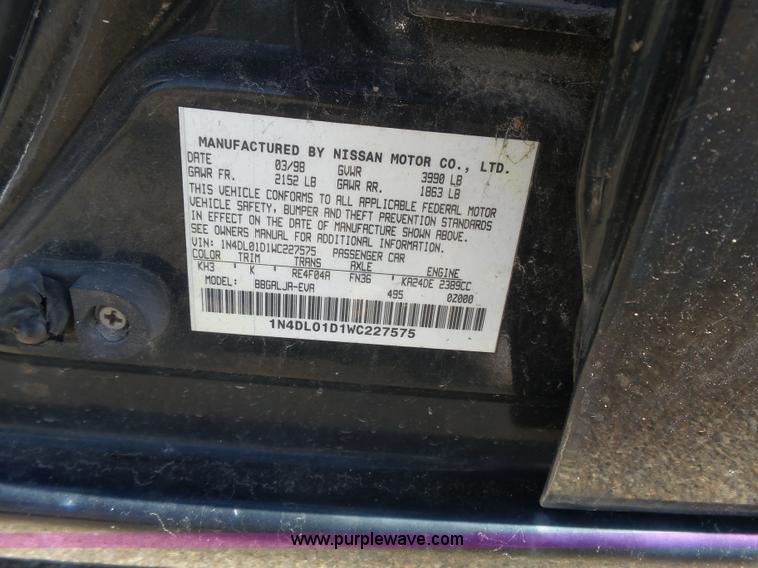 MANUFACTURED BY NISSAN MOTOR CO., LTD.
DATE 03/98 GVWR 3990 LB
GAWR FR. 2152 LB GAWR RR. 1863 LB
THIS VEHICLE CONFORMS TO ALL APPLICABLE FEDERAL MOTOR
VEHICLE SAFETY, BUMPER AND THEFT PREVENTION STANDARDS
IN EFFECT ON THE DATE OF MANUFACTURE SHOWN ABOVE.
SEE OWNERS MANUAL FOR ADDITIONAL INFORMATION.
VIN: 1N4DL01D1WC227575 PASSENGER CAR
COLOR TRIM TRANS AXLE ENGINE
KH3 ' K ' RE4F04A FN36 ' KA24DE 2389CC
MODEL: BBGALJA-EVA 495 02000
1N4DL01D1WC227575
www.purplewave.com